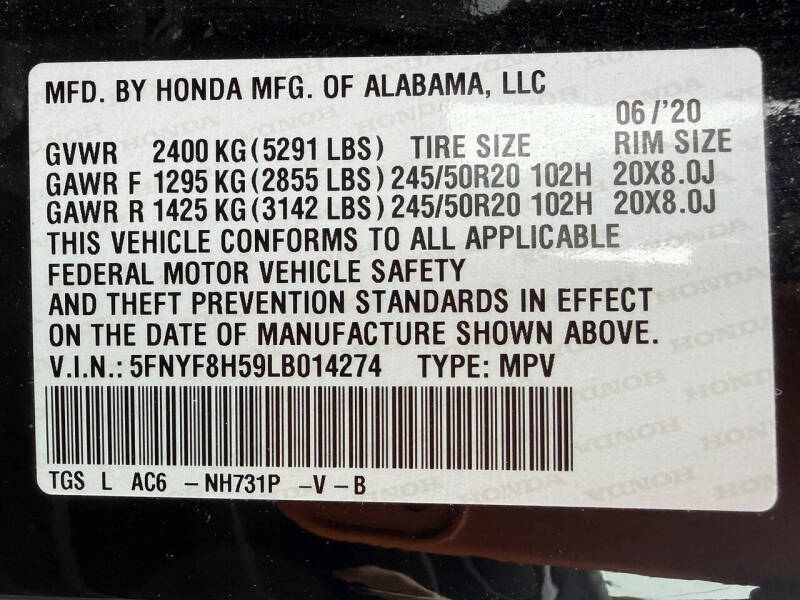 MFD. BY HONDA MFG. OF ALABAMA, LLC
06/'20
GVWR 2400 KG (5291 LBS) TIRE SIZE RIM SIZE
GAWR F 1295 KG (2855 LBS) 245/50R20 102H 20X8.0J
GAWR R 1425 KG (3142 LBS) 245/50R20 102H 20X8.0J
THIS VEHICLE CONFORMS TO ALL APPLICABLE
FEDERAL MOTOR VEHICLE SAFETY
AND THEFT PREVENTION STANDARDS IN EFFECT
ON THE DATE OF MANUFACTURE SHOWN ABOVE.
V.I.N.: 5FNYF8H59LB014274 TYPE: MPV
TGS L AC6 -NH731P -V -B